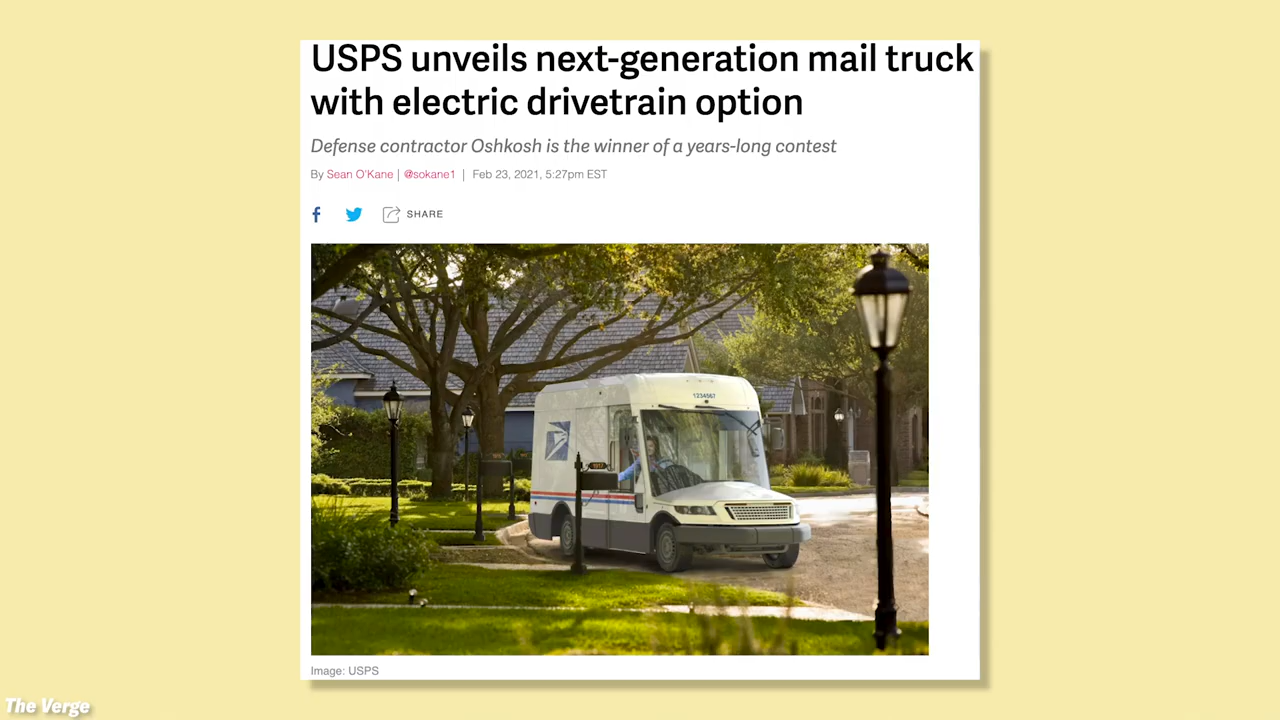 USPS unveils next-generation mail truck
with electric drivetrain option
Defense contractor Oshkosh is the winner of a years-long contest
By Sean O'Kane | @sokane1 | Feb 23, 2021, 5:27pm EST
SHARE
1234567
Image: USPS
The Verge